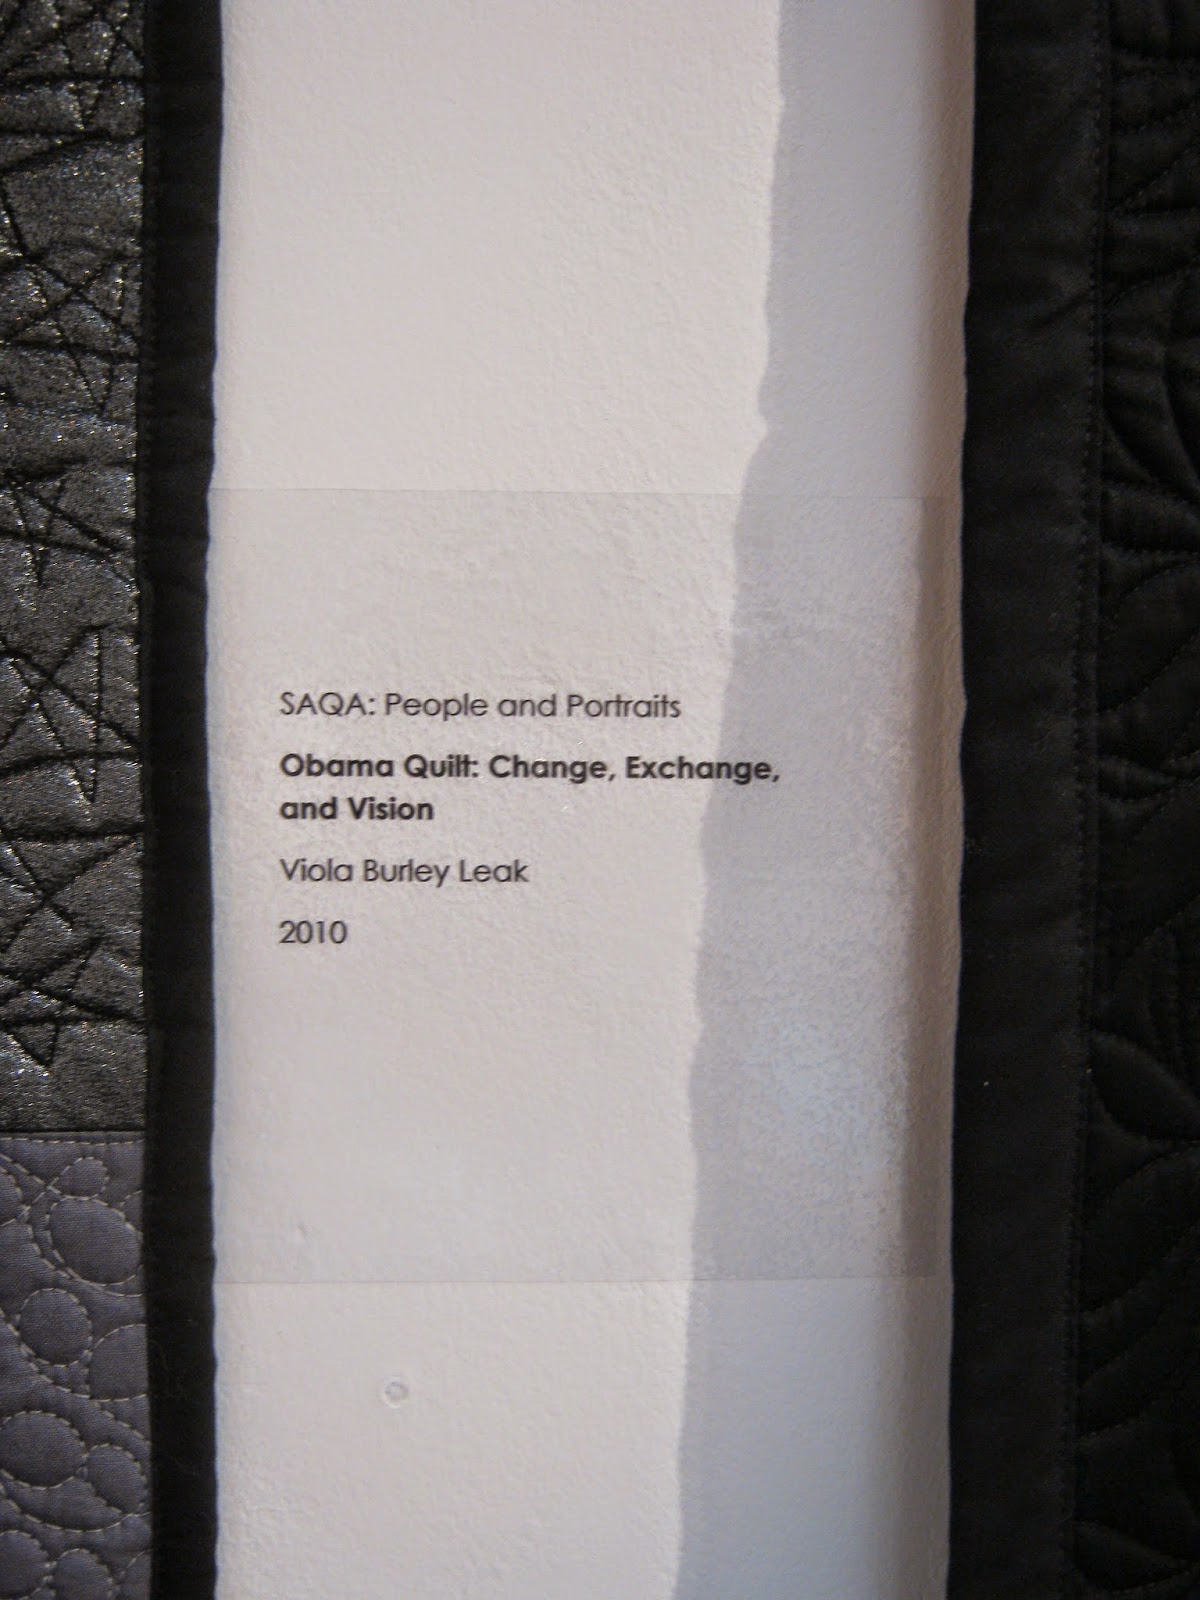 SAQA: People and Portraits
Obama Quilt: Change, Exchange,
and Vision
Viola Burley Leak
2010